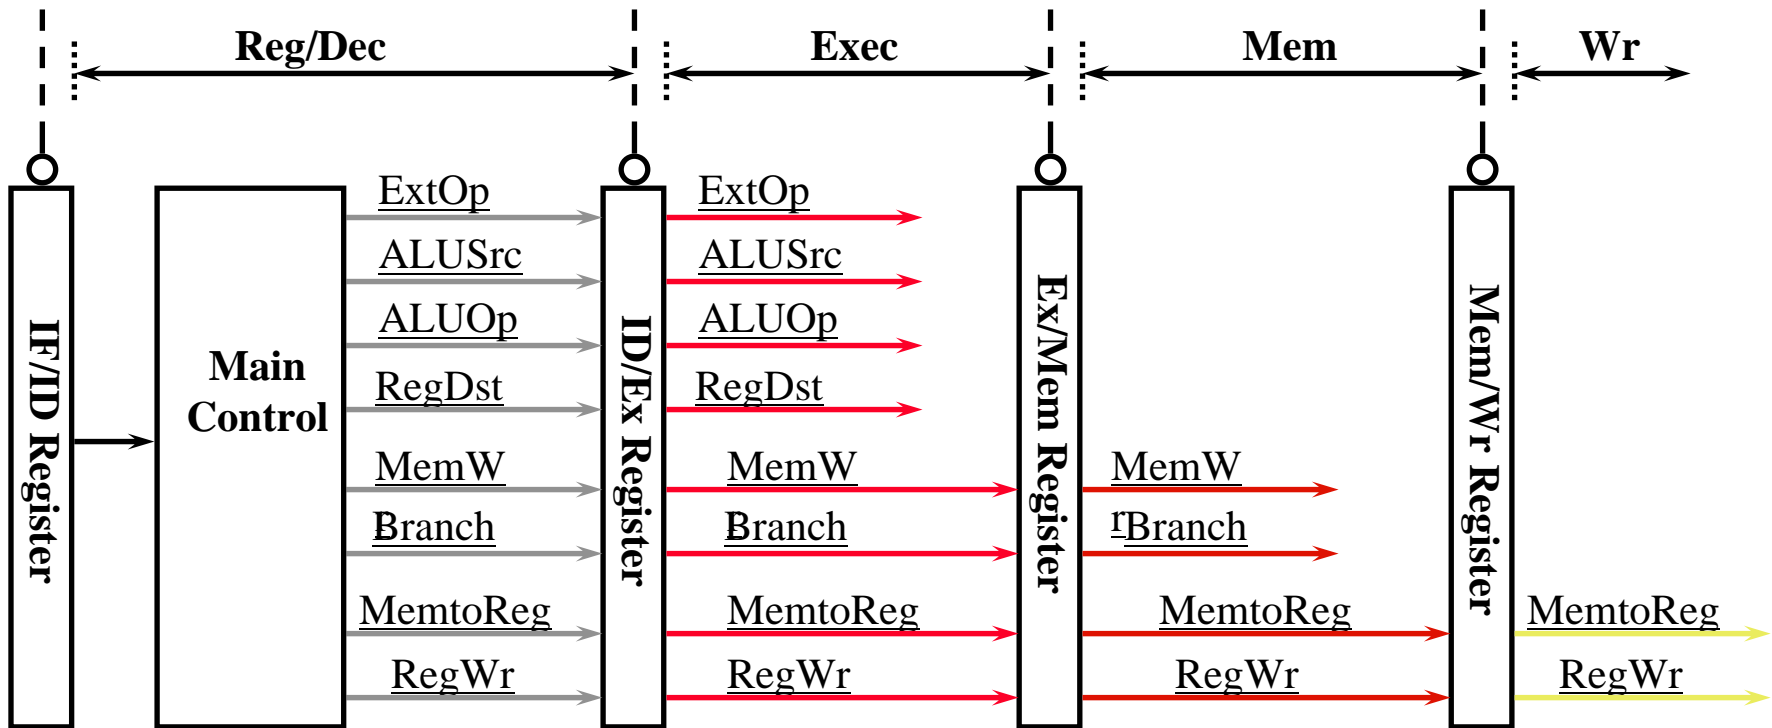 Reg/Dec
Exec
Mem
Wr
IF/ID Register
Main
Control
ExtOp
ALUSrc
ALUOp
RegDst
MemW
r
Branch
MemtoReg
RegWr
ID/Ex Register
ExtOp
ALUSrc
ALUOp
RegDst
MemW
r
Branch
MemtoReg
RegWr
Ex/Mem Register
MemW
r
Branch
MemtoReg
RegWr
Mem/Wr Register
MemtoReg
RegWr